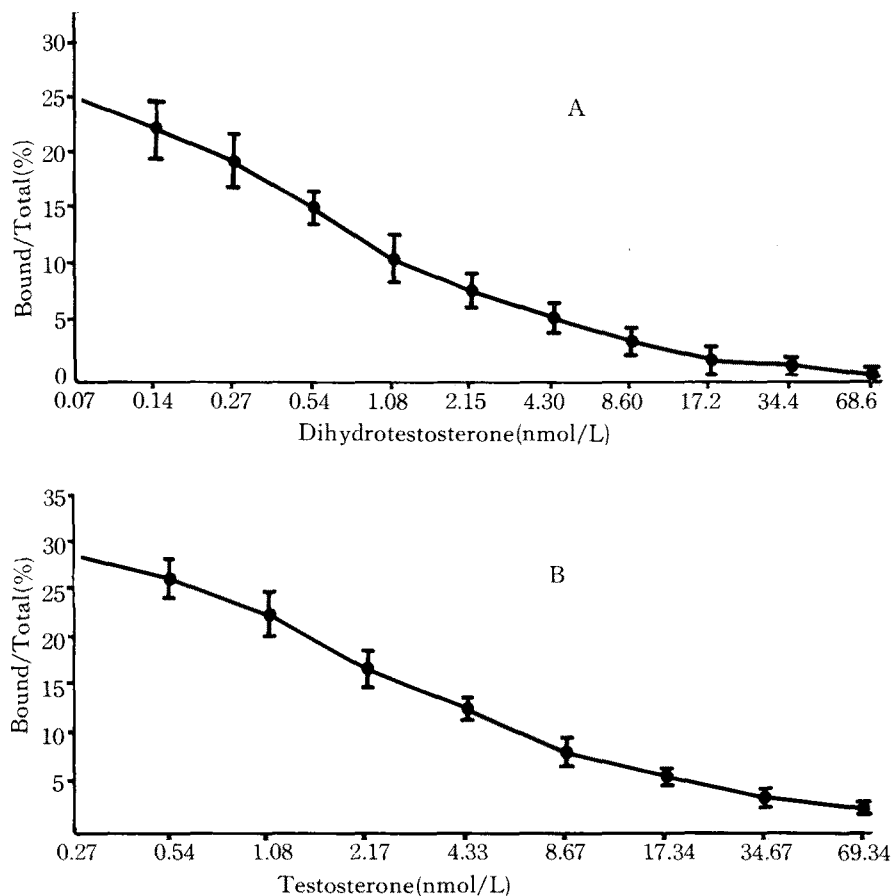 30
25
20
15
10
5
0
Bound/Total(%)
A
0.07 0.14 0.27 0.54 1.08 2.15 4.30 8.60 17.2 34.4 68.6
Dihydrotestosterone(nmol/L)
35
30
25
20
15
10
5
Bound/Total(%)
B
0.27 0.54 1.08 2.17 4.33 8.67 17.34 34.67 69.34
Testosterone(nmol/L)